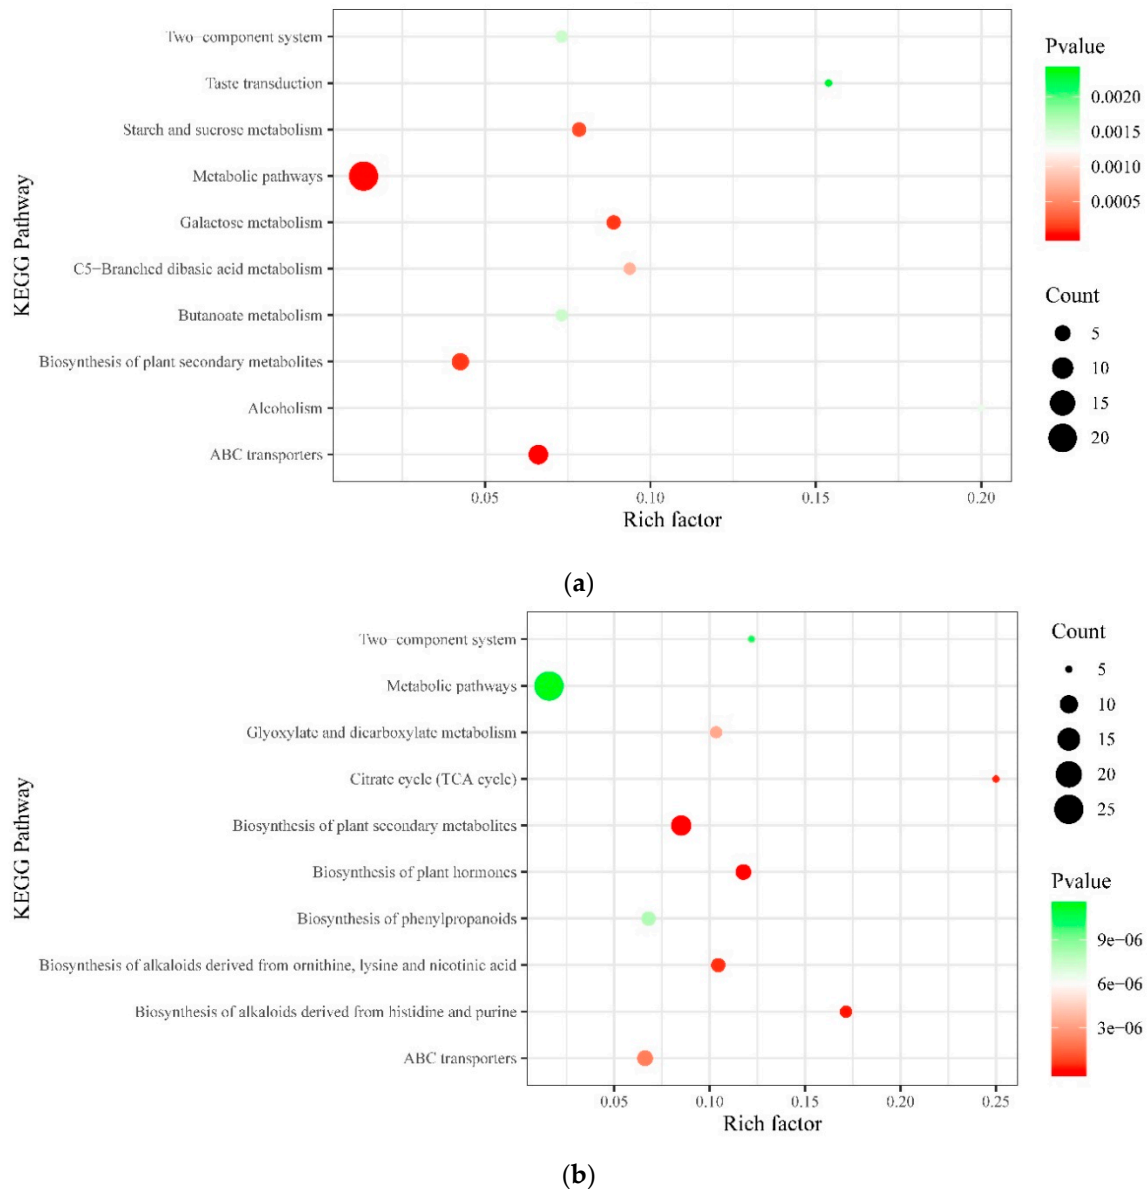 Two-component system
Taste transduction
Starch and sucrose metabolism
Metabolic pathways
Galactose metabolism
C5-Branched dibasic acid metabolism
Butanoate metabolism
Biosynthesis of plant secondary metabolites
Alcoholism
ABC transporters
KEGG Pathway
0.05 0.10 0.15 0.20
Rich factor
Pvalue
0.0020
0.0015
0.0010
0.0005
Count
5
10
15
20
(a)
Two-component system
Metabolic pathways
Glyoxylate and dicarboxylate metabolism
Citrate cycle (TCA cycle)
Biosynthesis of plant secondary metabolites
Biosynthesis of plant hormones
Biosynthesis of phenylpropanoids
Biosynthesis of alkaloids derived from ornithine, lysine and nicotinic acid
Biosynthesis of alkaloids derived from histidine and purine
ABC transporters
KEGG Pathway
0.05 0.10 0.15 0.20 0.25
Rich factor
Count
5
10
15
20
25
Pvalue
9e-06
6e-06
3e-06
(b)